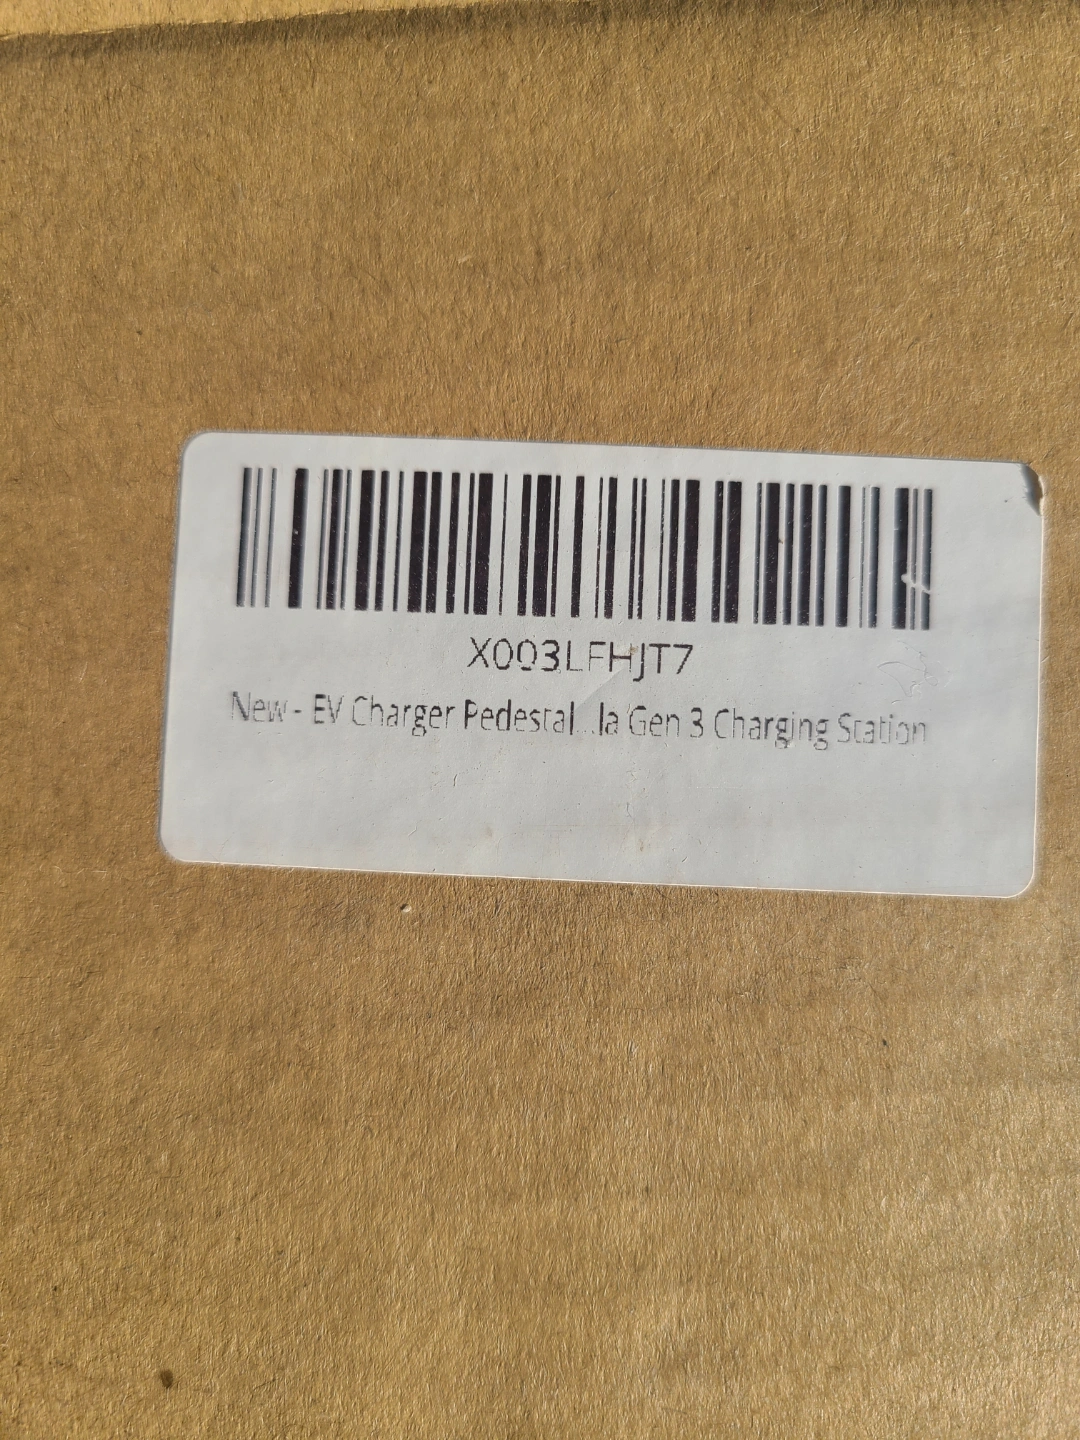 X003LFHJT7
New - EV Charger Pedestal...la Gen 3 Charging Station